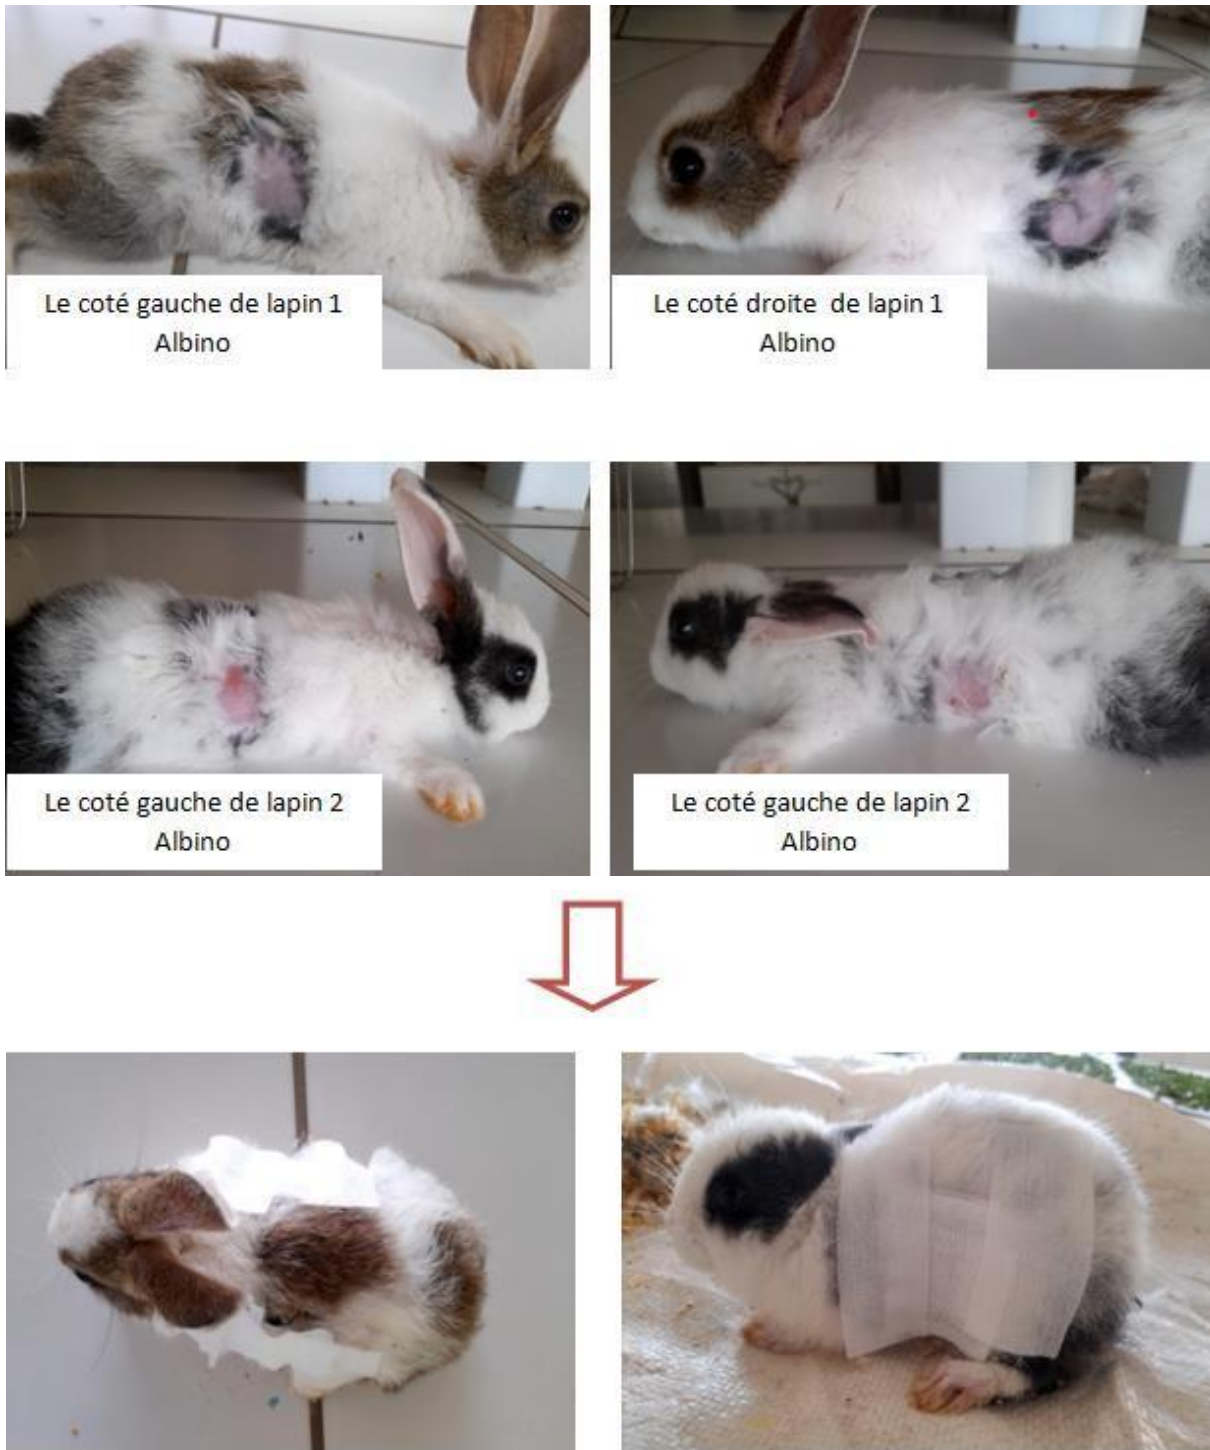 Le coté gauche de lapin 1
Albino
Le coté droite de lapin 1
Albino
Le coté gauche de lapin 2
Albino
Le coté gauche de lapin 2
Albino